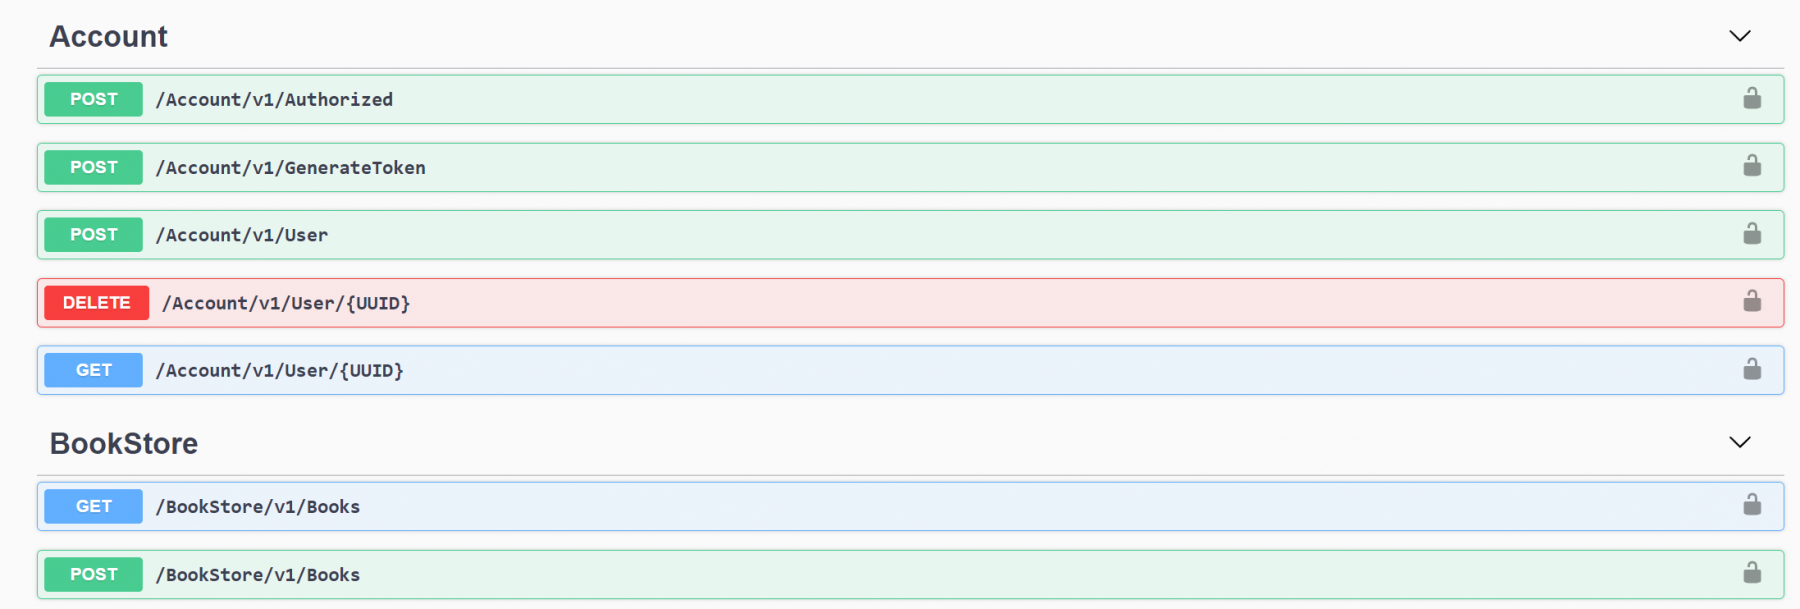 Account
POST /Account/v1/Authorized
POST /Account/v1/GenerateToken
POST /Account/v1/User
DELETE /Account/v1/User/{UUID}
GET /Account/v1/User/{UUID}
BookStore
GET /BookStore/v1/Books
POST /BookStore/v1/Books